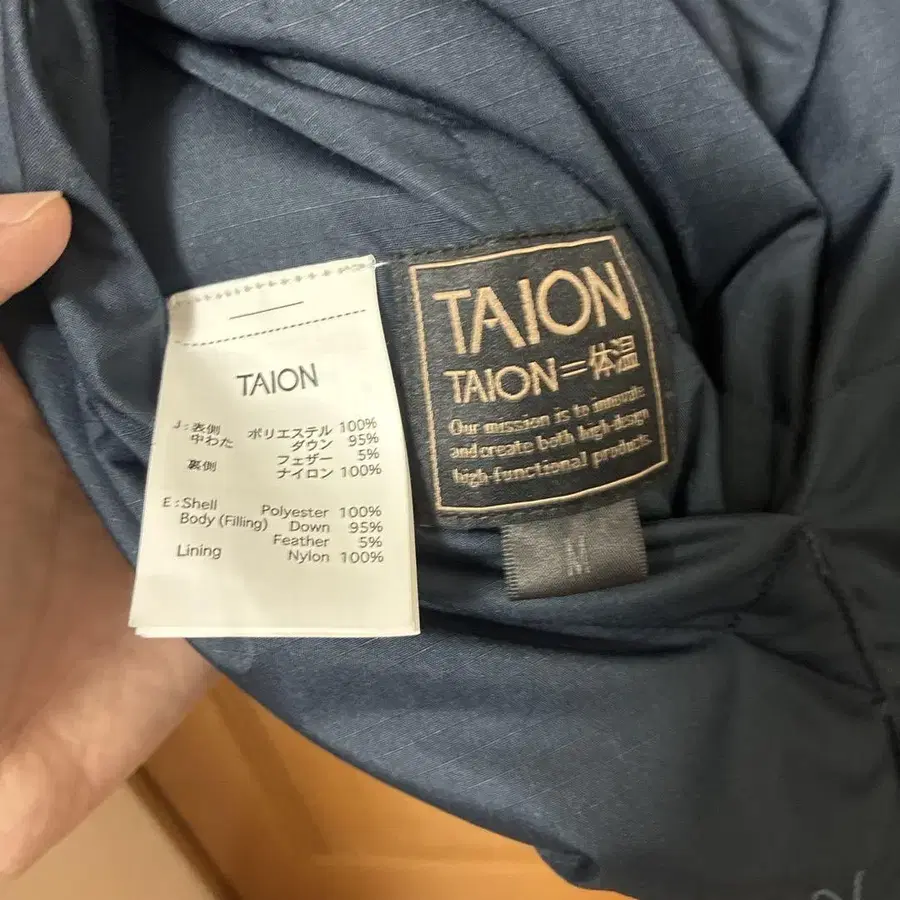 TAION
J:表側 ポリエステル 100%
中わた ダウン 95%
フェザー 5%
裏側 ナイロン 100%
E:Shell Polyester 100%
Body (Filling) Down 95%
Feather 5%
Lining Nylon 100%
TAION
TAION=体温
Our mission is to innovate
and create both high-design
high-functional products.
M